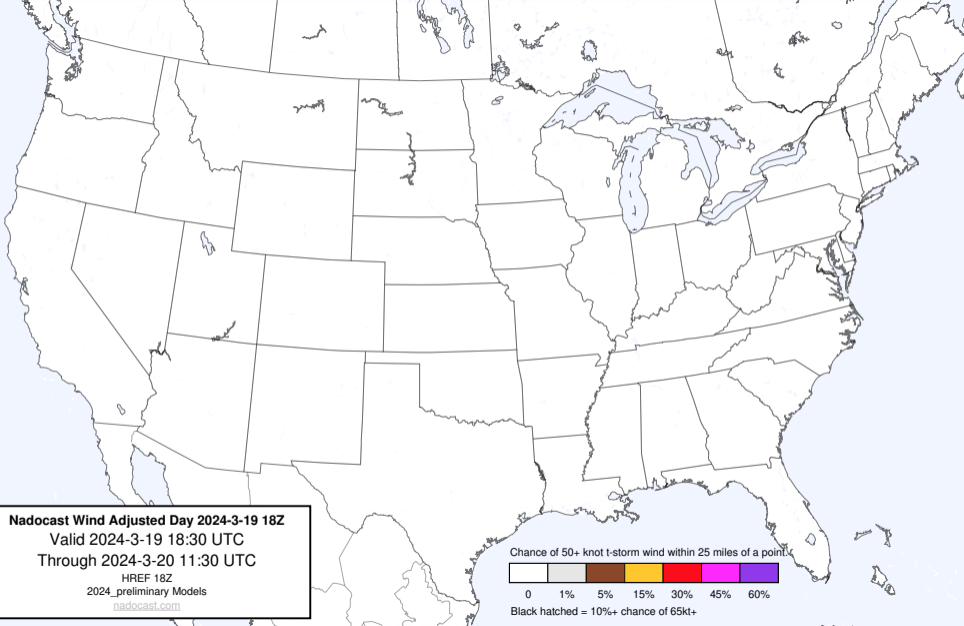 Nadocast Wind Adjusted Day 2024-3-19 18Z
Valid 2024-3-19 18:30 UTC
Through 2024-3-20 11:30 UTC
HREF 18Z
2024_preliminary Models
nadocast.com
Chance of 50+ knot t-storm wind within 25 miles of a point.
0 1% 5% 15% 30% 45% 60%
Black hatched = 10%+ chance of 65kt+